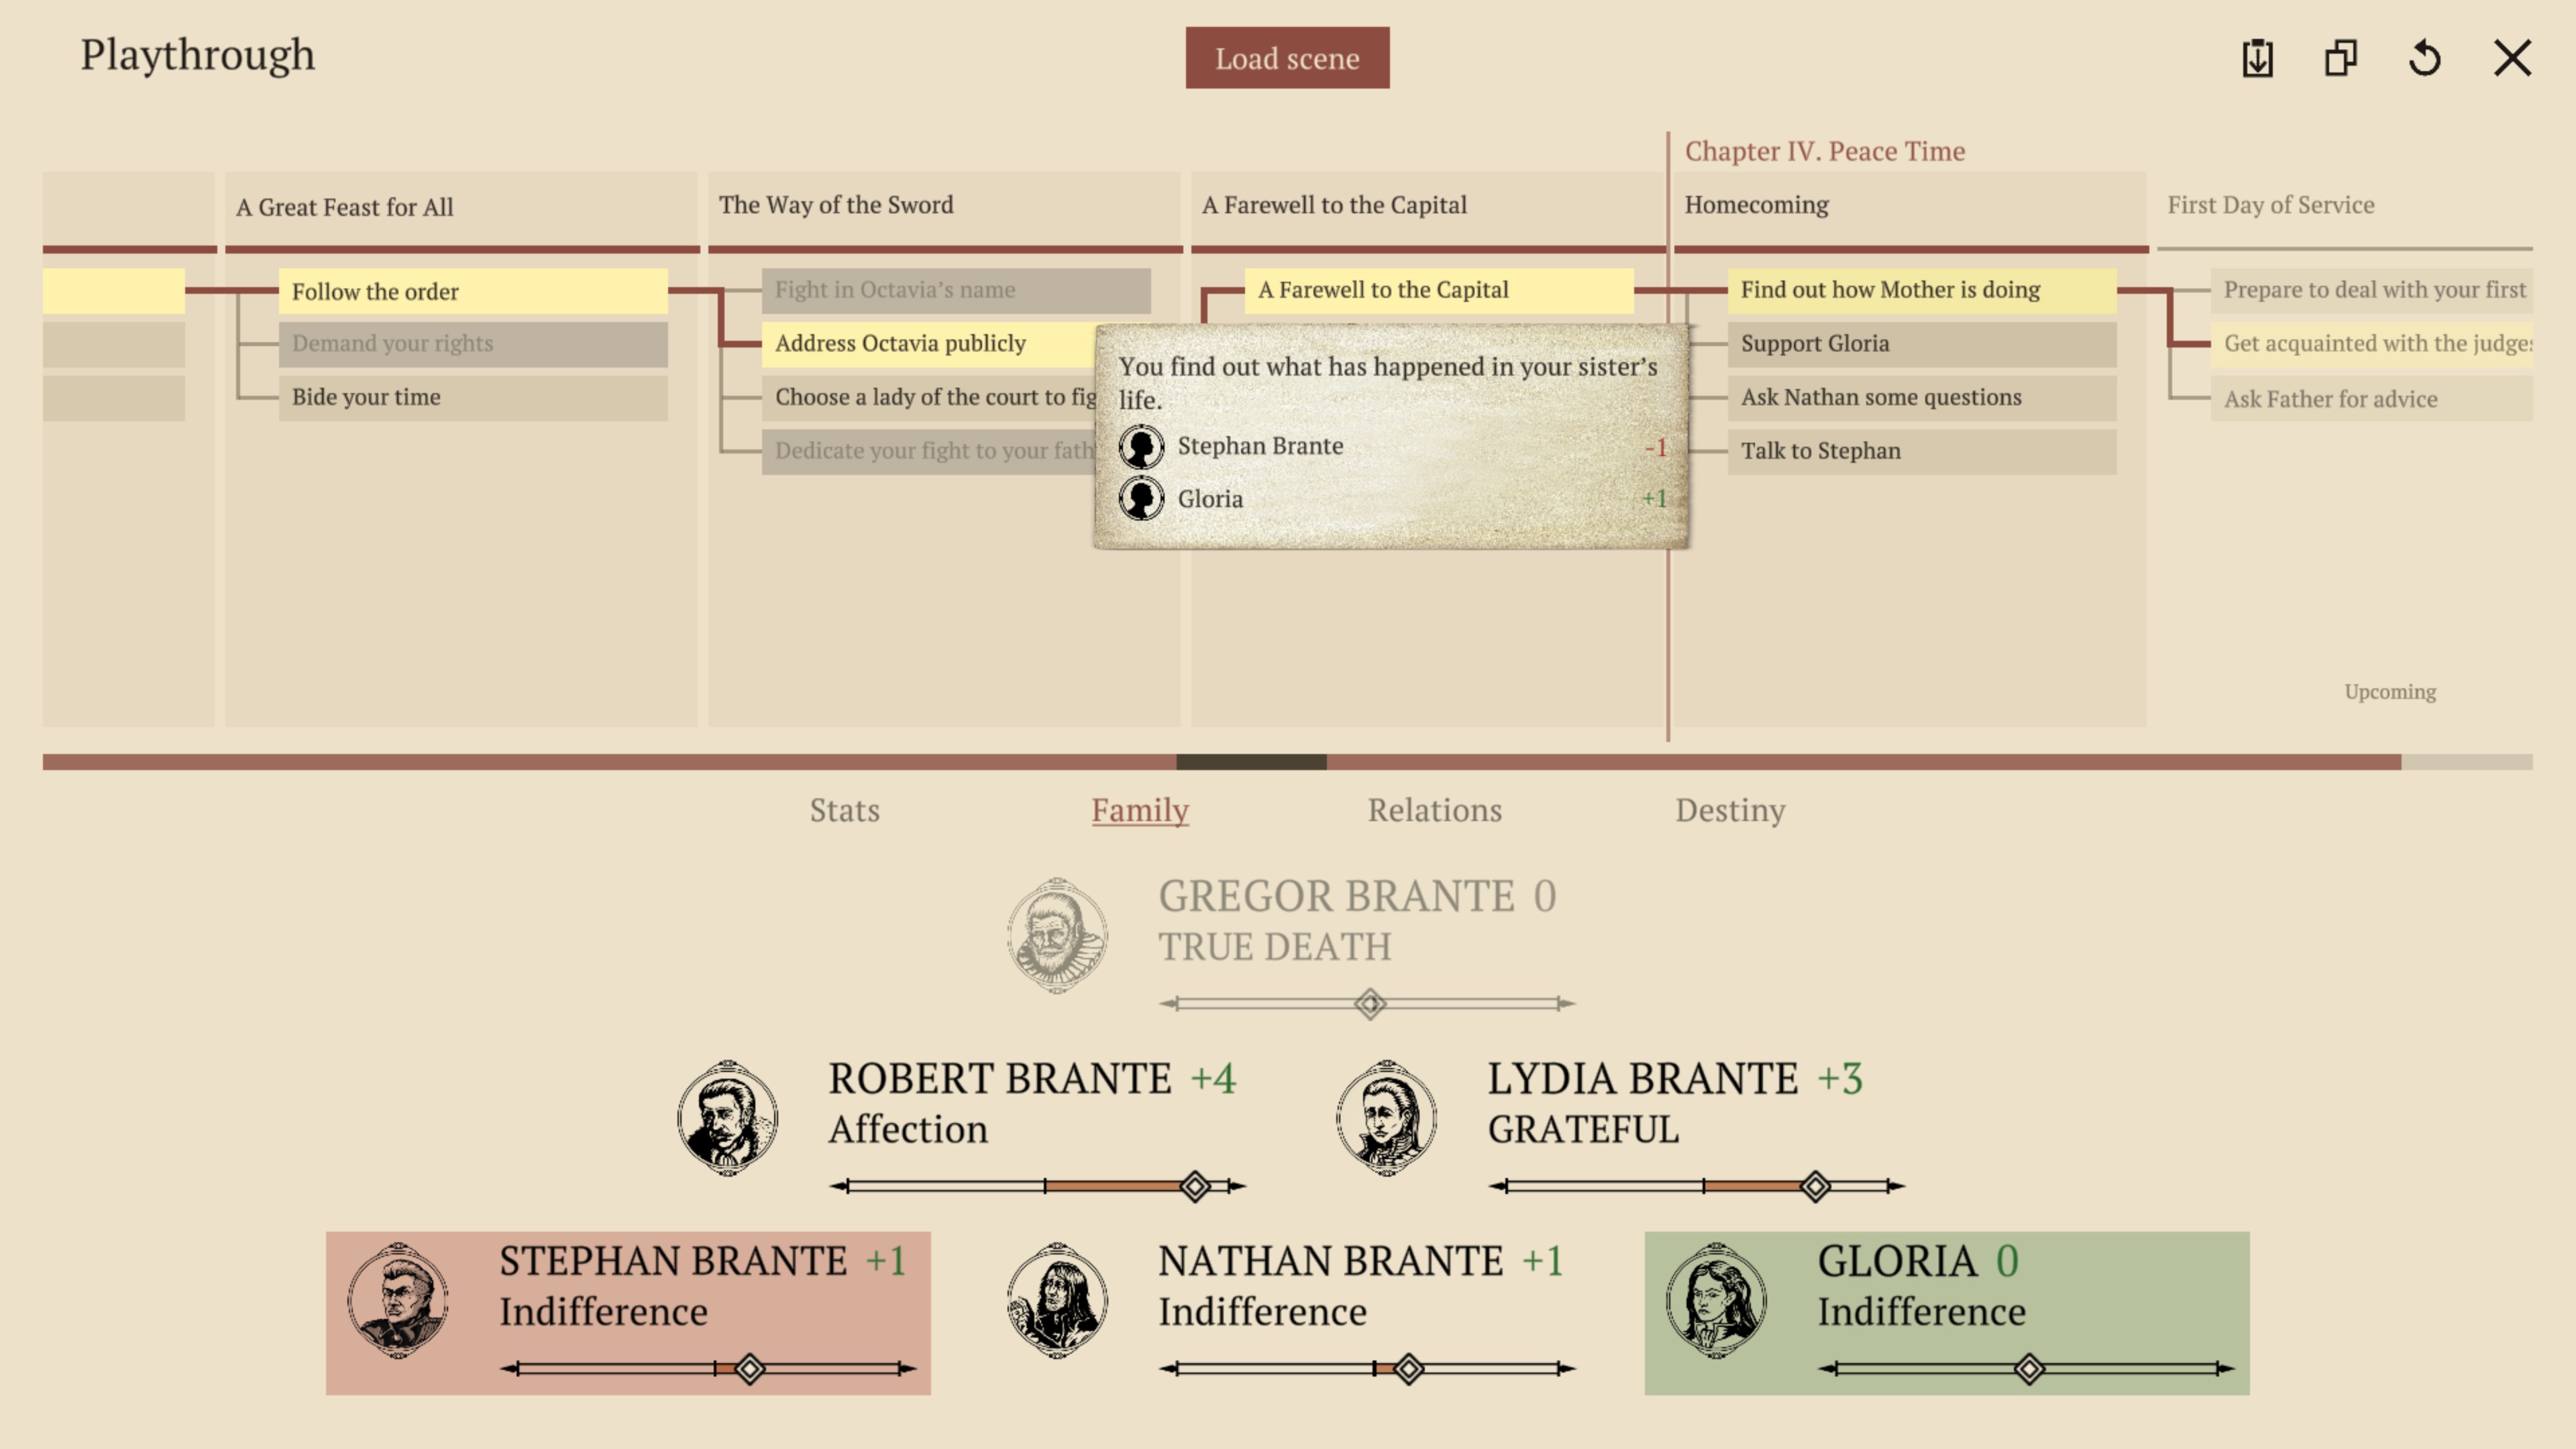 Playthrough
Load scene
Chapter IV. Peace Time
A Great Feast for All
The Way of the Sword
A Farewell to the Capital
Homecoming
First Day of Service
Follow the order
Demand your rights
Bide your time
Fight in Octavia's name
Address Octavia publicly
Choose a lady of the court to fig
Dedicate your fight to your fath
A Farewell to the Capital
You find out what has happened in your sister's
life.
Stephan Brante -1
Gloria +1
Find out how Mother is doing
Support Gloria
Ask Nathan some questions
Talk to Stephan
Prepare to deal with your first
Get acquainted with the judges
Ask Father for advice
Upcoming
Stats
Family
Relations
Destiny
GREGOR BRANTE 0
TRUE DEATH
ROBERT BRANTE +4
Affection
LYDIA BRANTE +3
GRATEFUL
STEPHAN BRANTE +1
Indifference
NATHAN BRANTE +1
Indifference
GLORIA 0
Indifference